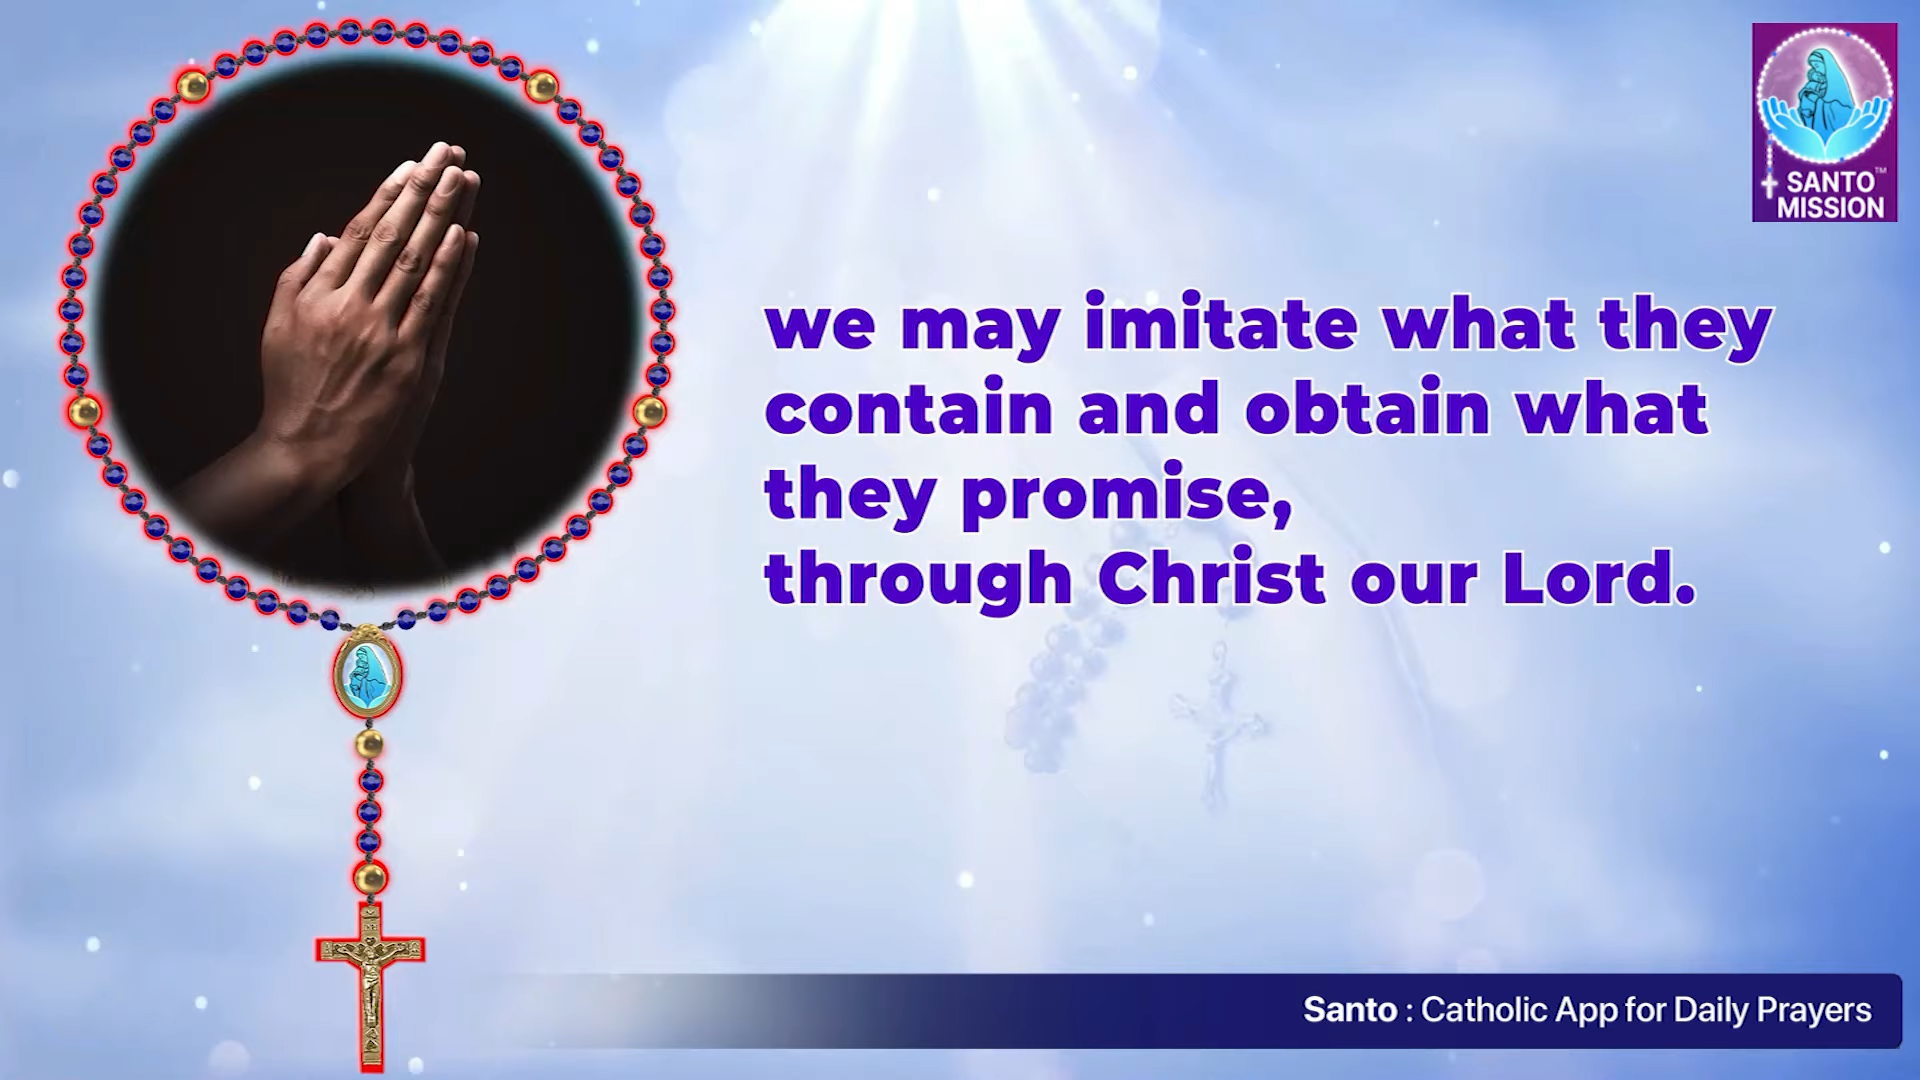 SANTO™
MISSION
we may imitate what they
contain and obtain what
they promise,
through Christ our Lord.
Santo : Catholic App for Daily Prayers